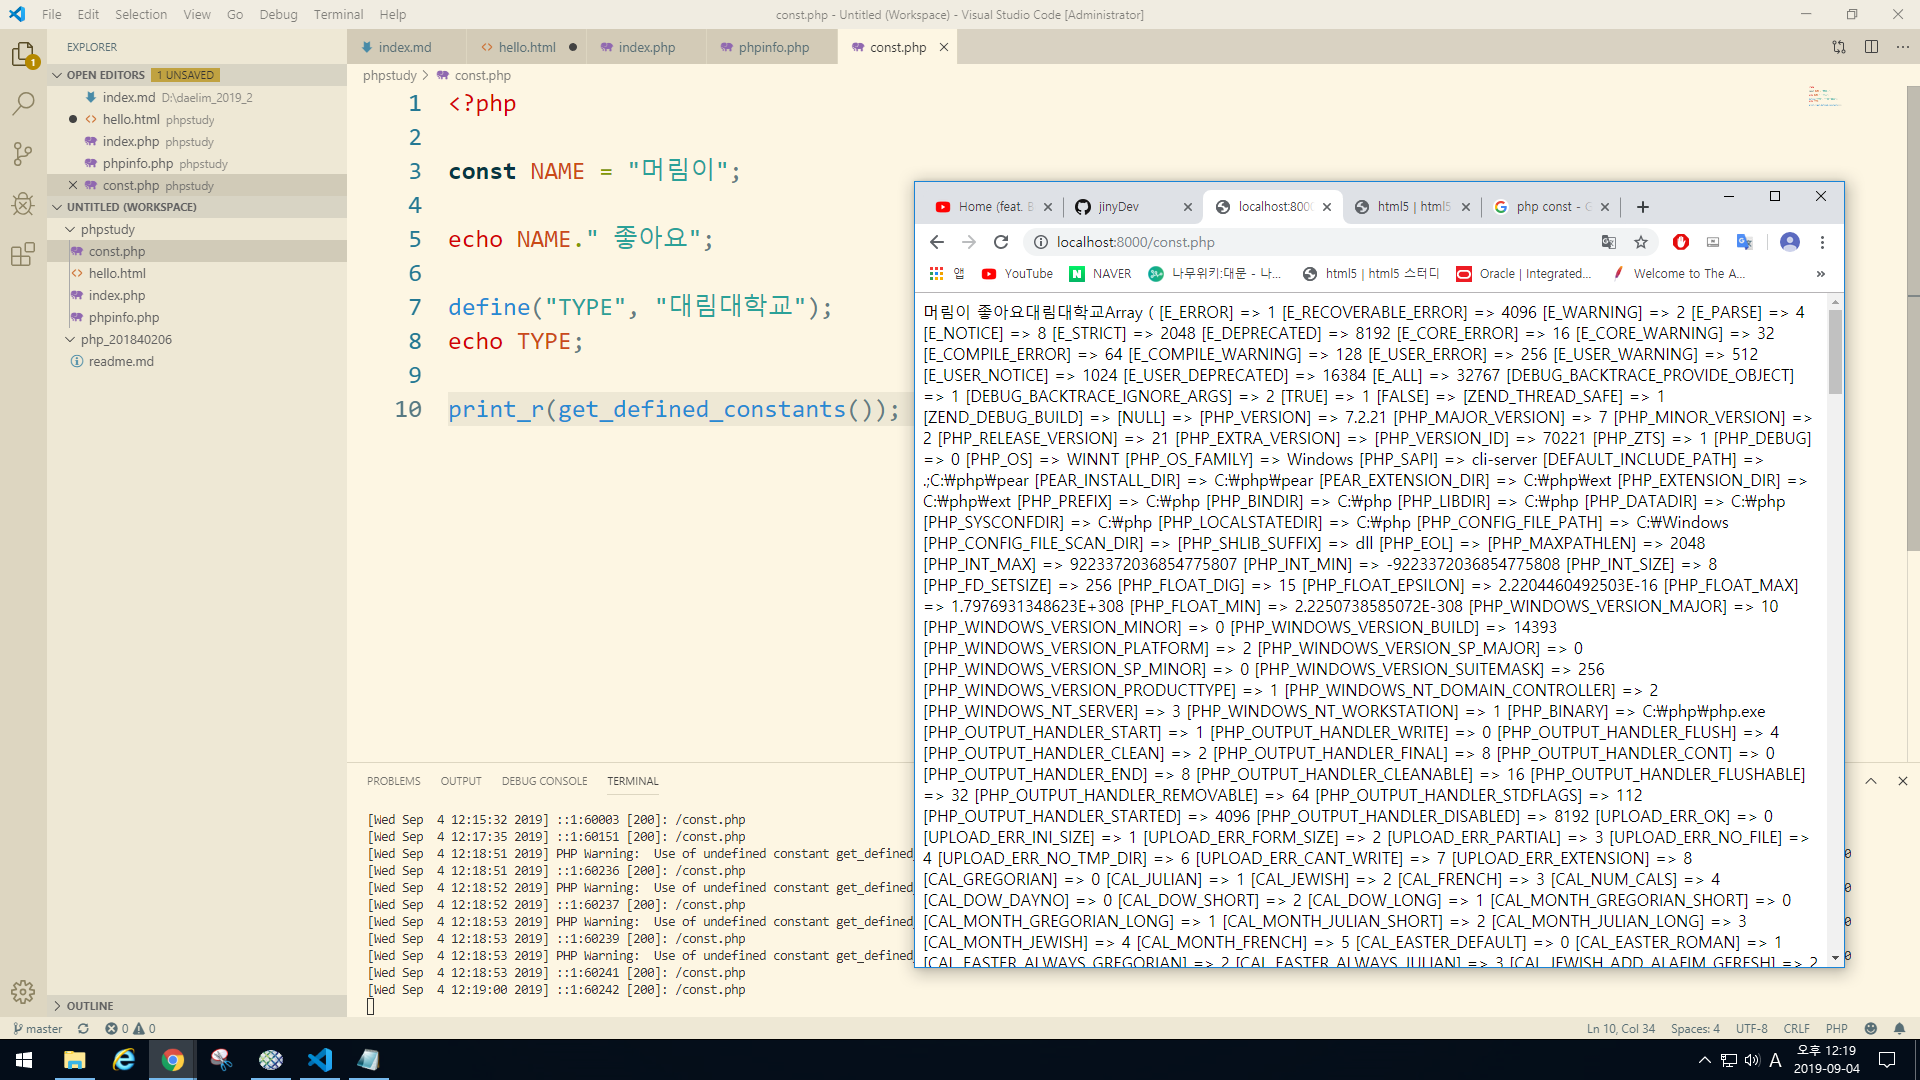 File Edit Selection View Go Debug Terminal Help
const.php - Untitled (Workspace) - Visual Studio Code [Administrator]
EXPLORER
OPEN EDITORS 1 UNSAVED
index.md D:\daelim_2019_2
hello.html phpstudy
index.php phpstudy
phpinfo.php phpstudy
const.php phpstudy
UNTITLED (WORKSPACE)
phpstudy
const.php
hello.html
index.php
phpinfo.php
php_201840206
readme.md
OUTLINE
index.md
hello.html
index.php
phpinfo.php
const.php
phpstudy > const.php
1 <?php
2
3 const NAME = "머림이";
4
5 echo NAME." 좋아요";
6
7 define("TYPE", "대림대학교");
8 echo TYPE;
9
10 print_r(get_defined_constants());
PROBLEMS OUTPUT DEBUG CONSOLE TERMINAL
[Wed Sep  4 12:15:32 2019] ::1:60003 [200]: /const.php
[Wed Sep  4 12:17:35 2019] ::1:60151 [200]: /const.php
[Wed Sep  4 12:18:51 2019] PHP Warning:  Use of undefined constant get_defined_
[Wed Sep  4 12:18:51 2019] ::1:60236 [200]: /const.php
[Wed Sep  4 12:18:52 2019] PHP Warning:  Use of undefined constant get_defined_
[Wed Sep  4 12:18:52 2019] ::1:60237 [200]: /const.php
[Wed Sep  4 12:18:53 2019] PHP Warning:  Use of undefined constant get_defined_
[Wed Sep  4 12:18:53 2019] ::1:60239 [200]: /const.php
[Wed Sep  4 12:18:53 2019] PHP Warning:  Use of undefined constant get_defined_
[Wed Sep  4 12:18:53 2019] ::1:60241 [200]: /const.php
[Wed Sep  4 12:19:00 2019] ::1:60242 [200]: /const.php
Home (feat. B
jinyDev
localhost:800
html5 | html5
php const - G
localhost:8000/const.php
앱 YouTube NAVER 나무위키:대문 - 나... html5 | html5 스터디 Oracle | Integrated... Welcome to The A... »
머림이 좋아요대림대학교Array ( [E_ERROR] => 1 [E_RECOVERABLE_ERROR] => 4096 [E_WARNING] => 2 [E_PARSE] => 4
[E_NOTICE] => 8 [E_STRICT] => 2048 [E_DEPRECATED] => 8192 [E_CORE_ERROR] => 16 [E_CORE_WARNING] => 32
[E_COMPILE_ERROR] => 64 [E_COMPILE_WARNING] => 128 [E_USER_ERROR] => 256 [E_USER_WARNING] => 512
[E_USER_NOTICE] => 1024 [E_USER_DEPRECATED] => 16384 [E_ALL] => 32767 [DEBUG_BACKTRACE_PROVIDE_OBJECT]
=> 1 [DEBUG_BACKTRACE_IGNORE_ARGS] => 2 [TRUE] => 1 [FALSE] => [ZEND_THREAD_SAFE] => 1
[ZEND_DEBUG_BUILD] => [NULL] => [PHP_VERSION] => 7.2.21 [PHP_MAJOR_VERSION] => 7 [PHP_MINOR_VERSION] =>
2 [PHP_RELEASE_VERSION] => 21 [PHP_EXTRA_VERSION] => [PHP_VERSION_ID] => 70221 [PHP_ZTS] => 1 [PHP_DEBUG]
=> 0 [PHP_OS] => WINNT [PHP_OS_FAMILY] => Windows [PHP_SAPI] => cli-server [DEFAULT_INCLUDE_PATH] =>
.;C:₩php₩pear [PEAR_INSTALL_DIR] => C:₩php₩pear [PEAR_EXTENSION_DIR] => C:₩php₩ext [PHP_EXTENSION_DIR] =>
C:₩php₩ext [PHP_PREFIX] => C:₩php [PHP_BINDIR] => C:₩php [PHP_LIBDIR] => C:₩php [PHP_DATADIR] => C:₩php
[PHP_SYSCONFDIR] => C:₩php [PHP_LOCALSTATEDIR] => C:₩php [PHP_CONFIG_FILE_PATH] => C:₩Windows
[PHP_CONFIG_FILE_SCAN_DIR] => [PHP_SHLIB_SUFFIX] => dll [PHP_EOL] => [PHP_MAXPATHLEN] => 2048
[PHP_INT_MAX] => 9223372036854775807 [PHP_INT_MIN] => -9223372036854775808 [PHP_INT_SIZE] => 8
[PHP_FD_SETSIZE] => 256 [PHP_FLOAT_DIG] => 15 [PHP_FLOAT_EPSILON] => 2.2204460492503E-16 [PHP_FLOAT_MAX]
=> 1.7976931348623E+308 [PHP_FLOAT_MIN] => 2.2250738585072E-308 [PHP_WINDOWS_VERSION_MAJOR] => 10
[PHP_WINDOWS_VERSION_MINOR] => 0 [PHP_WINDOWS_VERSION_BUILD] => 14393
[PHP_WINDOWS_VERSION_PLATFORM] => 2 [PHP_WINDOWS_VERSION_SP_MAJOR] => 0
[PHP_WINDOWS_VERSION_SP_MINOR] => 0 [PHP_WINDOWS_VERSION_SUITEMASK] => 256
[PHP_WINDOWS_VERSION_PRODUCTTYPE] => 1 [PHP_WINDOWS_NT_DOMAIN_CONTROLLER] => 2
[PHP_WINDOWS_NT_SERVER] => 3 [PHP_WINDOWS_NT_WORKSTATION] => 1 [PHP_BINARY] => C:₩php₩php.exe
[PHP_OUTPUT_HANDLER_START] => 1 [PHP_OUTPUT_HANDLER_WRITE] => 0 [PHP_OUTPUT_HANDLER_FLUSH] => 4
[PHP_OUTPUT_HANDLER_CLEAN] => 2 [PHP_OUTPUT_HANDLER_FINAL] => 8 [PHP_OUTPUT_HANDLER_CONT] => 0
[PHP_OUTPUT_HANDLER_END] => 8 [PHP_OUTPUT_HANDLER_CLEANABLE] => 16 [PHP_OUTPUT_HANDLER_FLUSHABLE]
=> 32 [PHP_OUTPUT_HANDLER_REMOVABLE] => 64 [PHP_OUTPUT_HANDLER_STDFLAGS] => 112
[PHP_OUTPUT_HANDLER_STARTED] => 4096 [PHP_OUTPUT_HANDLER_DISABLED] => 8192 [UPLOAD_ERR_OK] => 0
[UPLOAD_ERR_INI_SIZE] => 1 [UPLOAD_ERR_FORM_SIZE] => 2 [UPLOAD_ERR_PARTIAL] => 3 [UPLOAD_ERR_NO_FILE] =>
4 [UPLOAD_ERR_NO_TMP_DIR] => 6 [UPLOAD_ERR_CANT_WRITE] => 7 [UPLOAD_ERR_EXTENSION] => 8
[CAL_GREGORIAN] => 0 [CAL_JULIAN] => 1 [CAL_JEWISH] => 2 [CAL_FRENCH] => 3 [CAL_NUM_CALS] => 4
[CAL_DOW_DAYNO] => 0 [CAL_DOW_SHORT] => 2 [CAL_DOW_LONG] => 1 [CAL_MONTH_GREGORIAN_SHORT] => 0
[CAL_MONTH_GREGORIAN_LONG] => 1 [CAL_MONTH_JULIAN_SHORT] => 2 [CAL_MONTH_JULIAN_LONG] => 3
[CAL_MONTH_JEWISH] => 4 [CAL_MONTH_FRENCH] => 5 [CAL_EASTER_DEFAULT] => 0 [CAL_EASTER_ROMAN] => 1
[CAL_EASTER_ALWAYS_GREGORIAN] => 2 [CAL_EASTER_ALWAYS_JULIAN] => 3 [CAL_JEWISH_ADD_ALAFIM_GERESH] => 2
master 0 0
Ln 10, Col 34 Spaces: 4 UTF-8 CRLF PHP
A 오후 12:19
2019-09-04